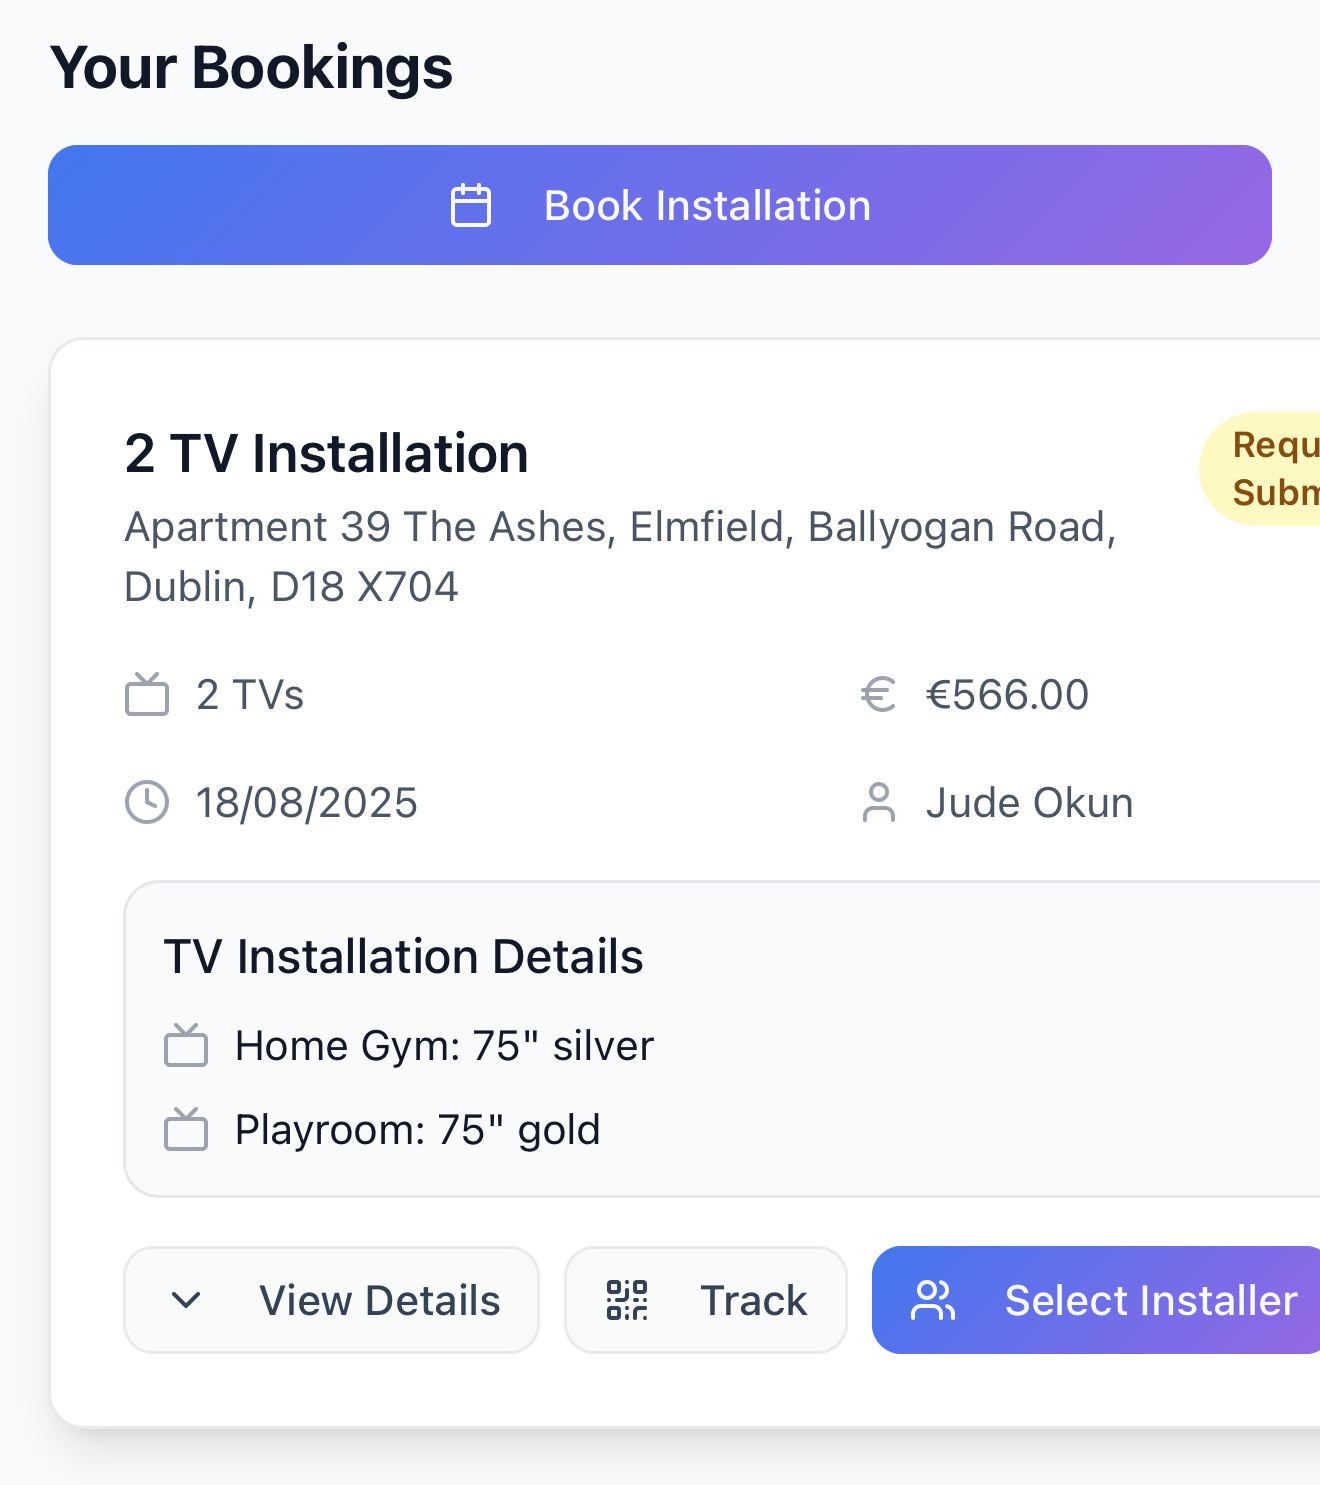 Your Bookings
Book Installation
2 TV Installation
Requ
Subm
Apartment 39 The Ashes, Elmfield, Ballyogan Road,
Dublin, D18 X704
2 TVs
€566.00
18/08/2025
Jude Okun
TV Installation Details
Home Gym: 75" silver
Playroom: 75" gold
View Details
Track
Select Installer